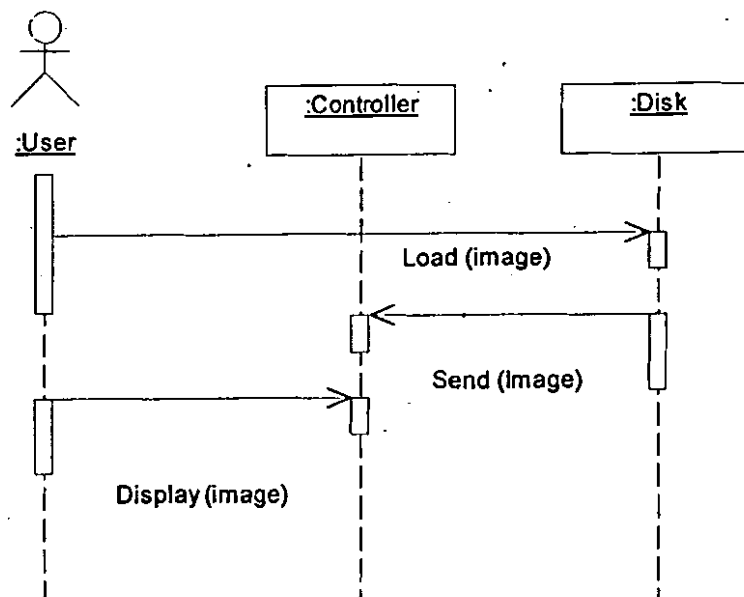 :Controller
:Disk
:User
Load (image)
Send (Image)
Display (image)